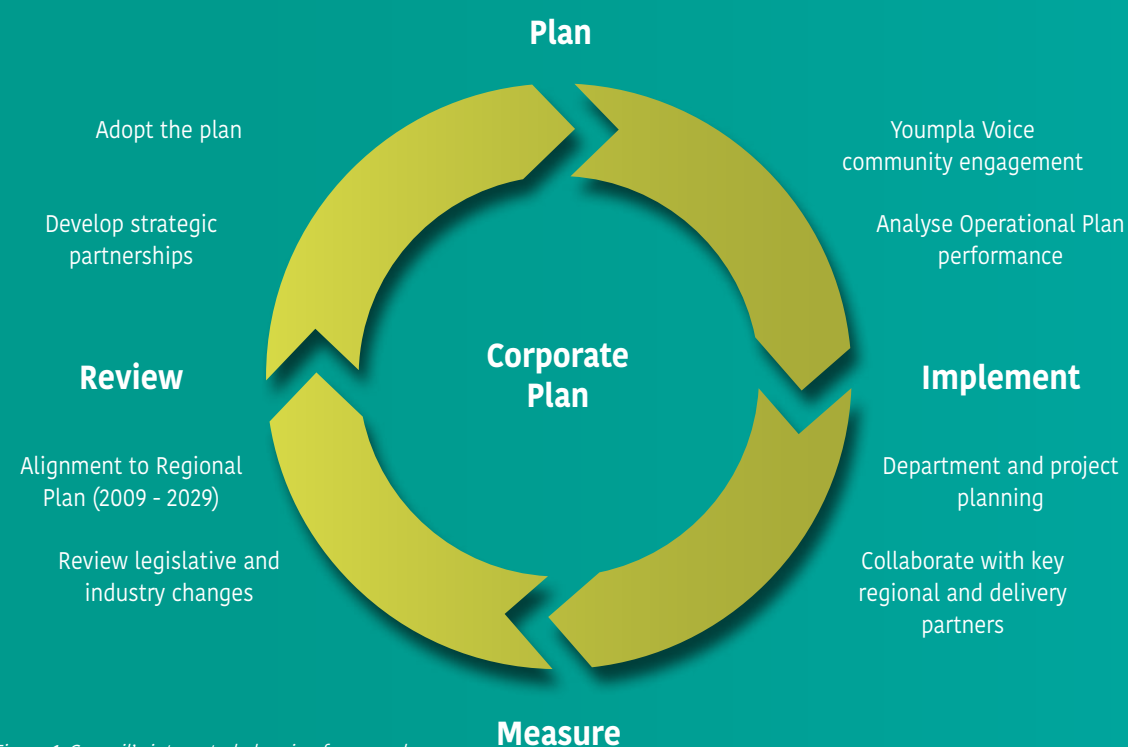 Plan
Adopt the plan
Youmpla Voice
community engagement
Develop strategic
partnerships
Analyse Operational Plan
performance
Corporate
Plan
Review
Implement
Alignment to Regional
Plan (2009 - 2029)
Department and project
planning
Review legislative and
industry changes
Collaborate with key
regional and delivery
partners
Measure